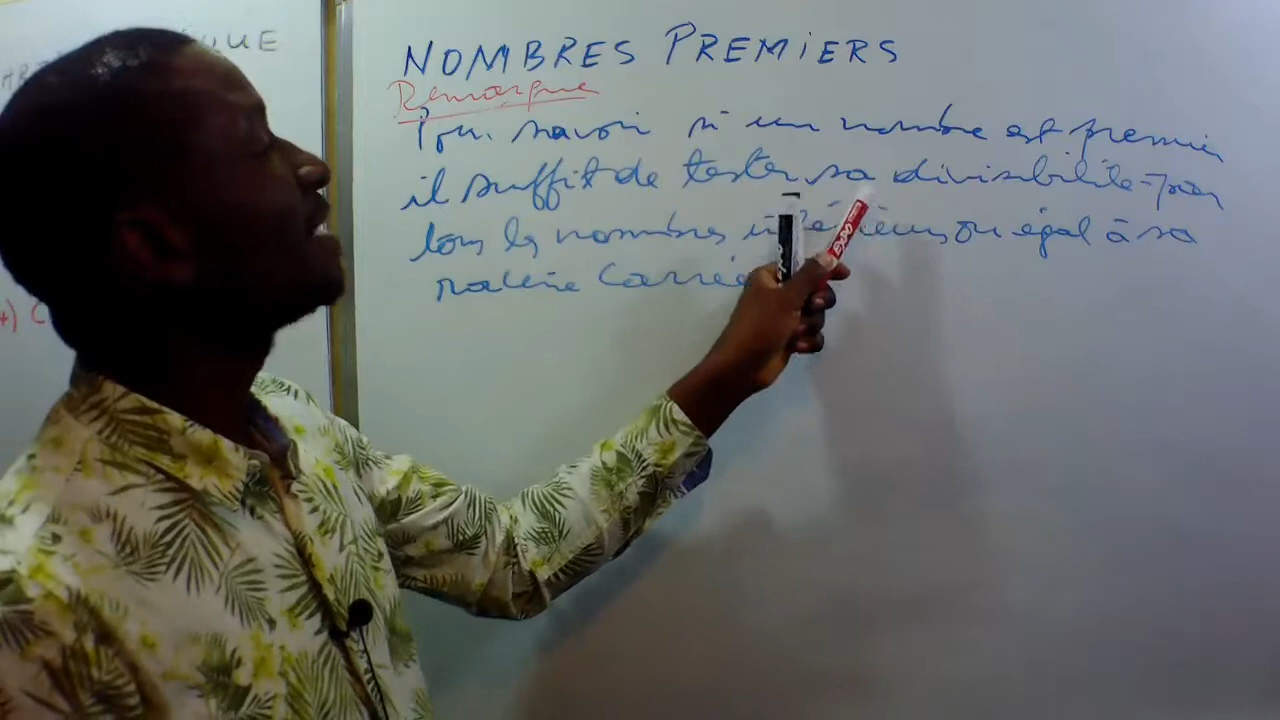 NOMBRES PREMIERS
Remarque
Pour savoir si un nombre est premier
il suffit de tester sa divisibilité par
tous les nombres inférieurs ou égal à sa
racine carrée
EXPO